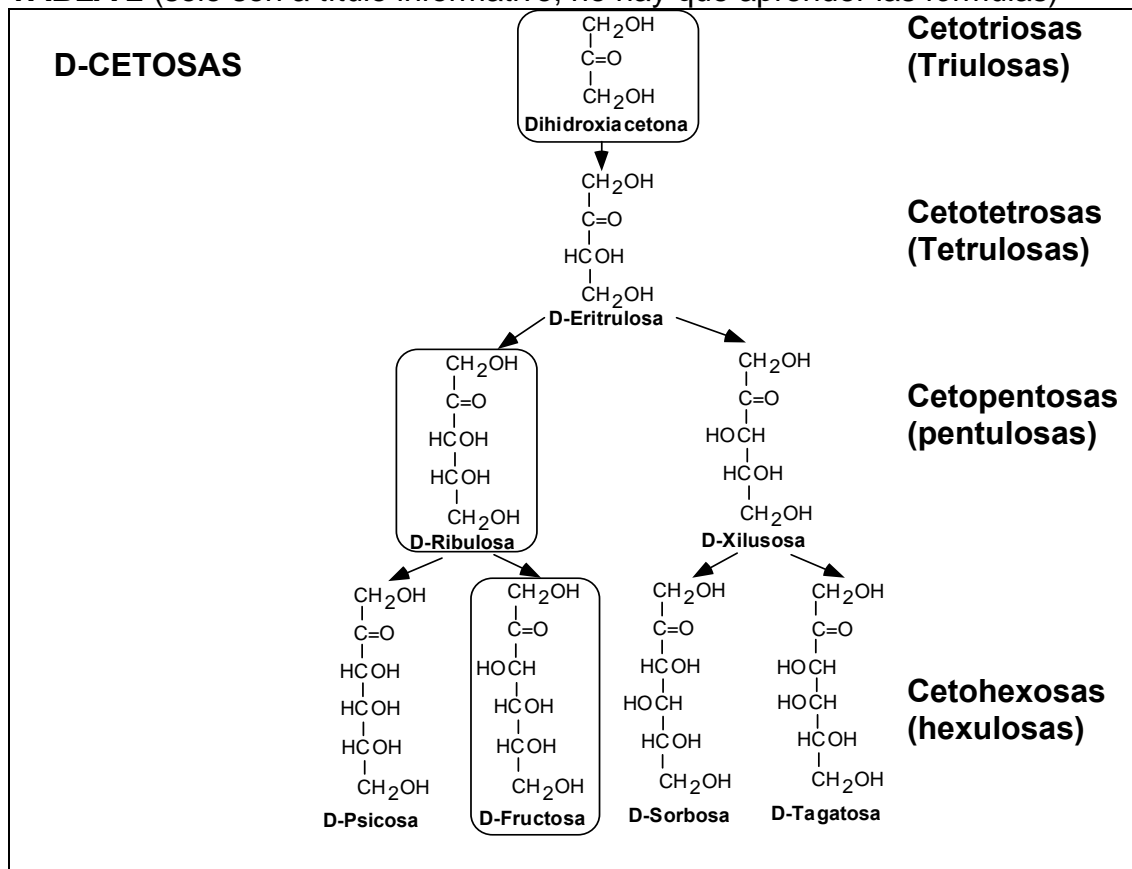 D-CETOSAS
CH2OH
C=O
CH2OH
Dihidroxiacetona
Cetotriosas
(Triulosas)
CH2OH
C=O
HCOH
CH2OH
D-Eritrulosa
Cetotetrosas
(Tetrulosas)
CH2OH
C=O
HCOH
HCOH
CH2OH
D-Ribulosa
CH2OH
C=O
HOCH
HCOH
CH2OH
D-Xilusosa
Cetopentosas
(pentulosas)
CH2OH
C=O
HCOH
HCOH
HCOH
CH2OH
D-Psicosa
CH2OH
C=O
HOCH
HCOH
HCOH
CH2OH
D-Fructosa
CH2OH
C=O
HCOH
HOCH
HCOH
CH2OH
D-Sorbosa
CH2OH
C=O
HOCH
HOCH
HCOH
CH2OH
D-Tagatosa
Cetohexosas
(hexulosas)